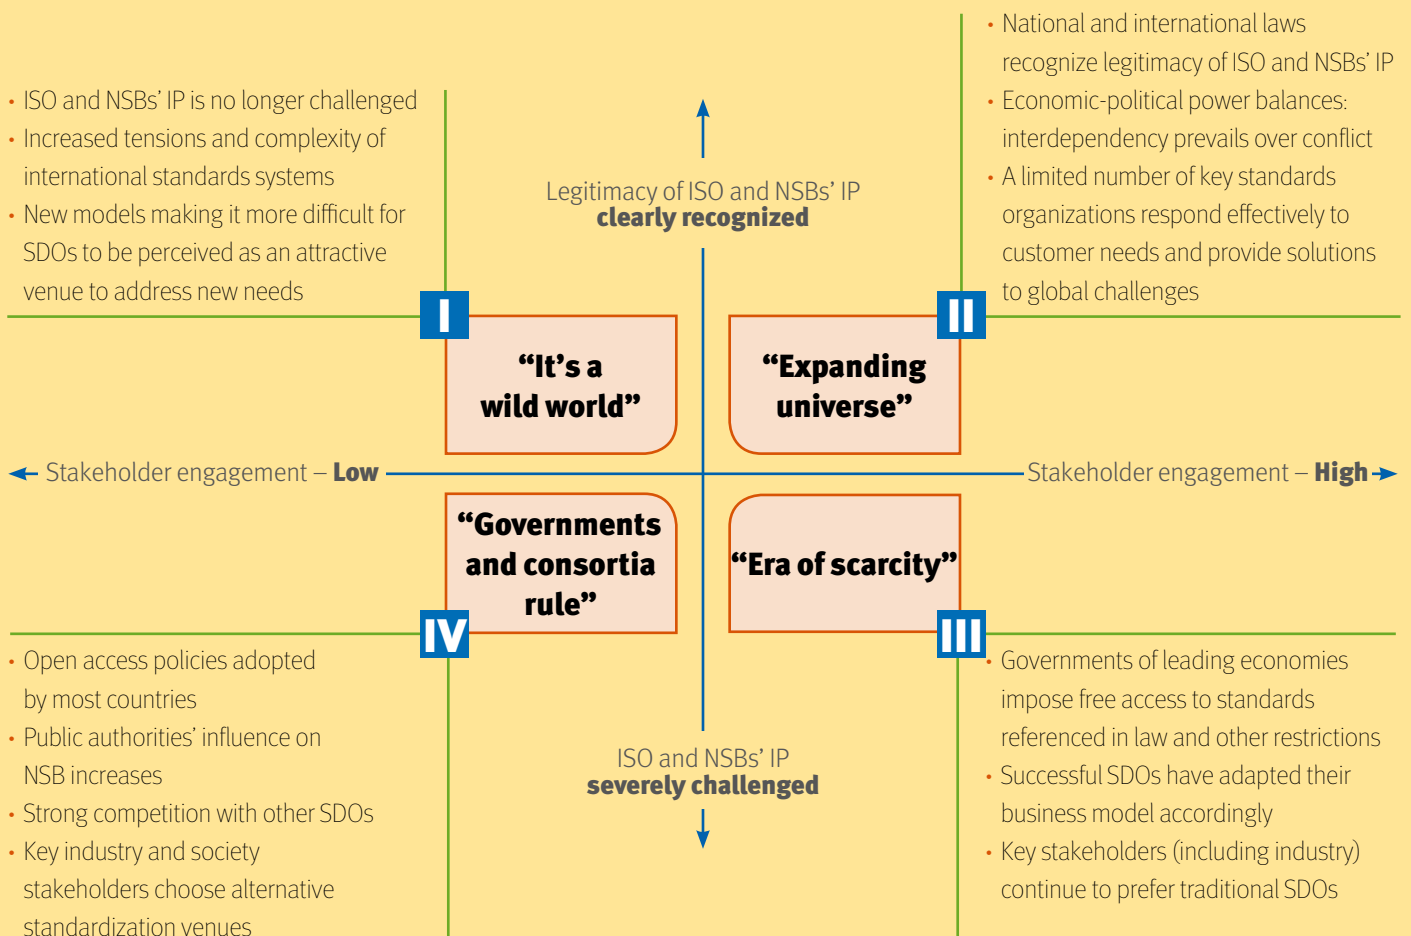 • ISO and NSBs’ IP is no longer challenged
• Increased tensions and complexity of
international standards systems
• New models making it more difficult for
SDOs to be perceived as an attractive
venue to address new needs
I
“It’s a
wild world”
Legitimacy of ISO and NSBs’ IP
clearly recognized
• National and international laws
recognize legitimacy of ISO and NSBs’ IP
• Economic-political power balances:
interdependency prevails over conflict
• A limited number of key standards
organizations respond effectively to
customer needs and provide solutions
to global challenges
II
“Expanding
universe”
Stakeholder engagement – Low
Stakeholder engagement – High
“Governments
and consortia
rule”
IV
• Open access policies adopted
by most countries
• Public authorities’ influence on
NSB increases
• Strong competition with other SDOs
• Key industry and society
stakeholders choose alternative
standardization venues
ISO and NSBs’ IP
severely challenged
“Era of scarcity”
III
• Governments of leading economies
impose free access to standards
referenced in law and other restrictions
• Successful SDOs have adapted their
business model accordingly
• Key stakeholders (including industry)
continue to prefer traditional SDOs